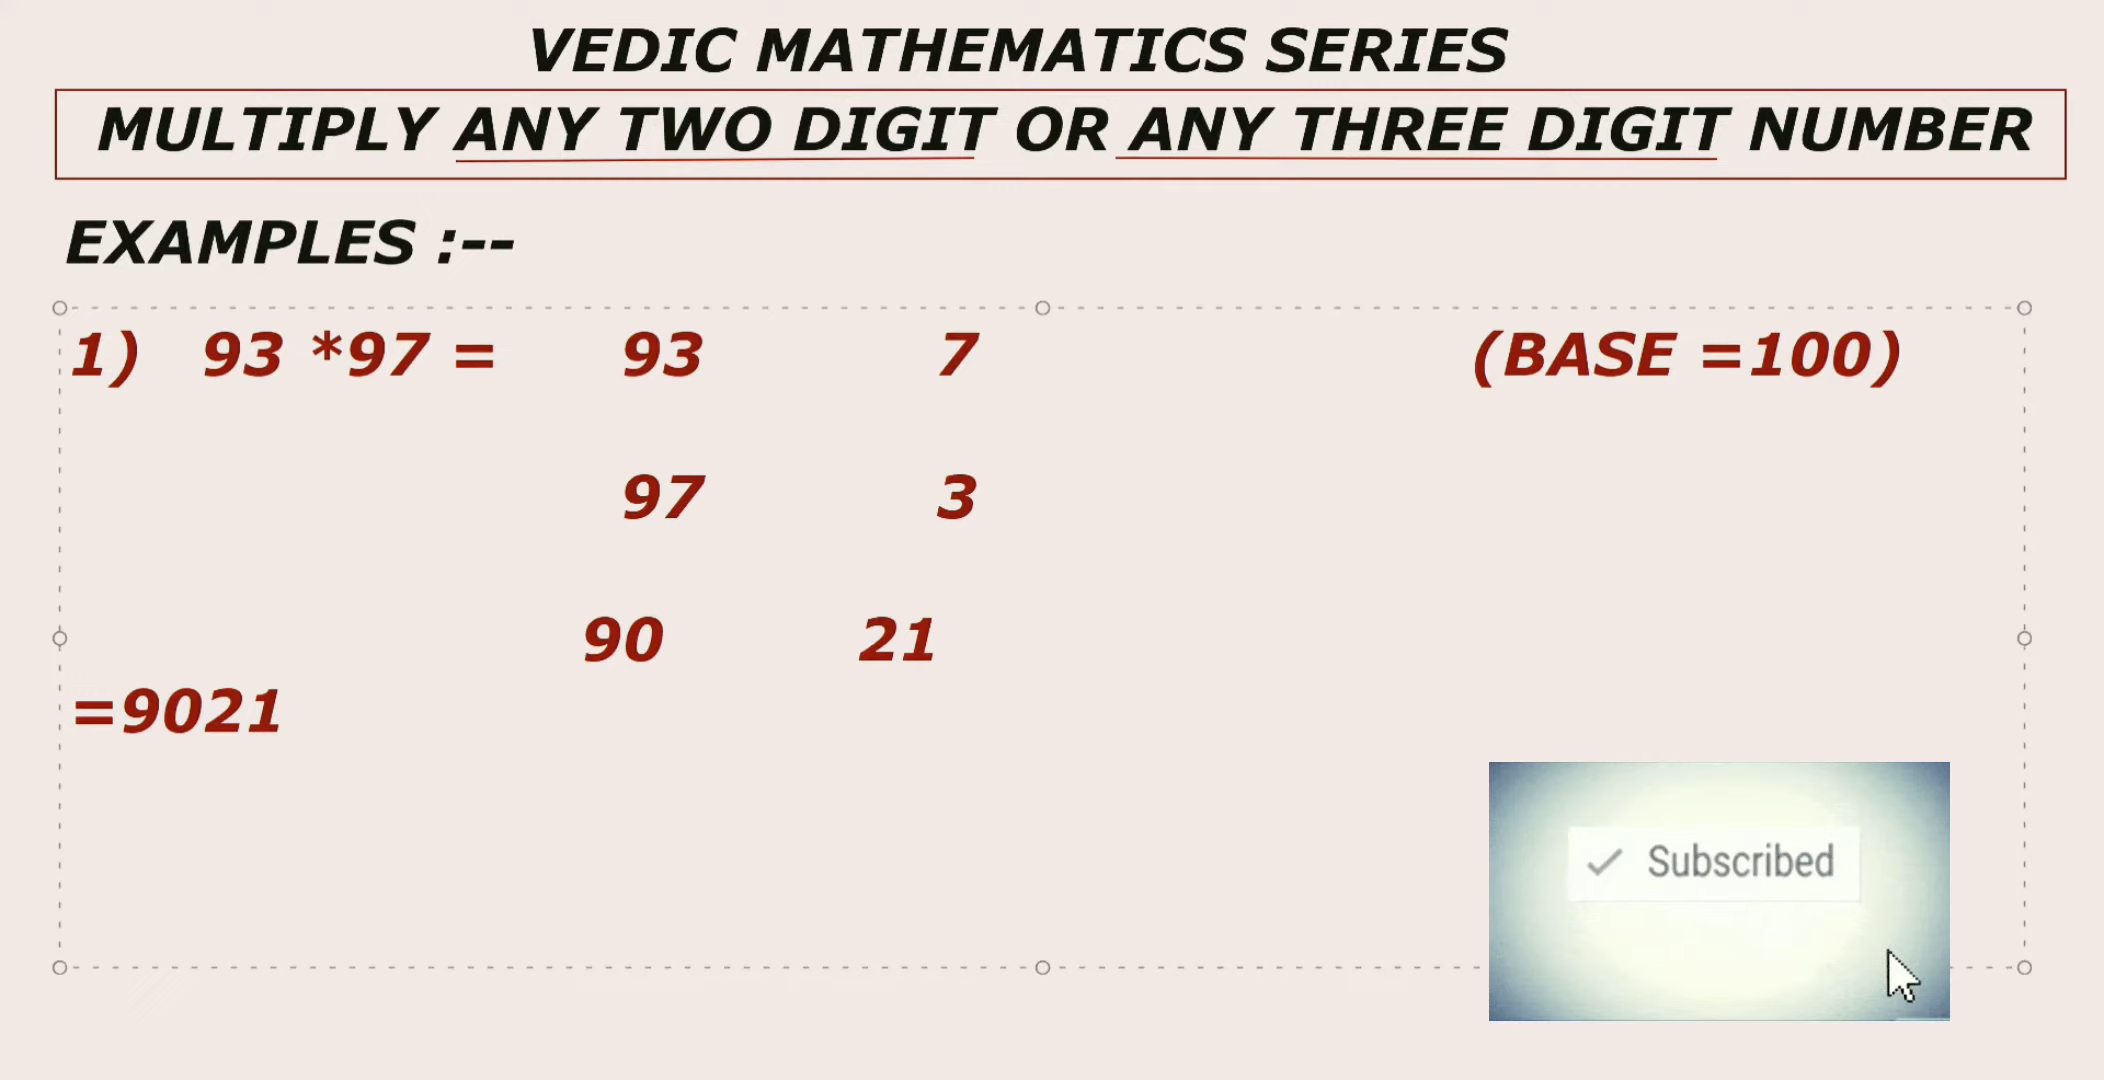 VEDIC MATHEMATICS SERIES
MULTIPLY ANY TWO DIGIT OR ANY THREE DIGIT NUMBER
EXAMPLES :--
1) 93 *97 = 93 7 (BASE =100)
97 3
90 21
=9021
Subscribed